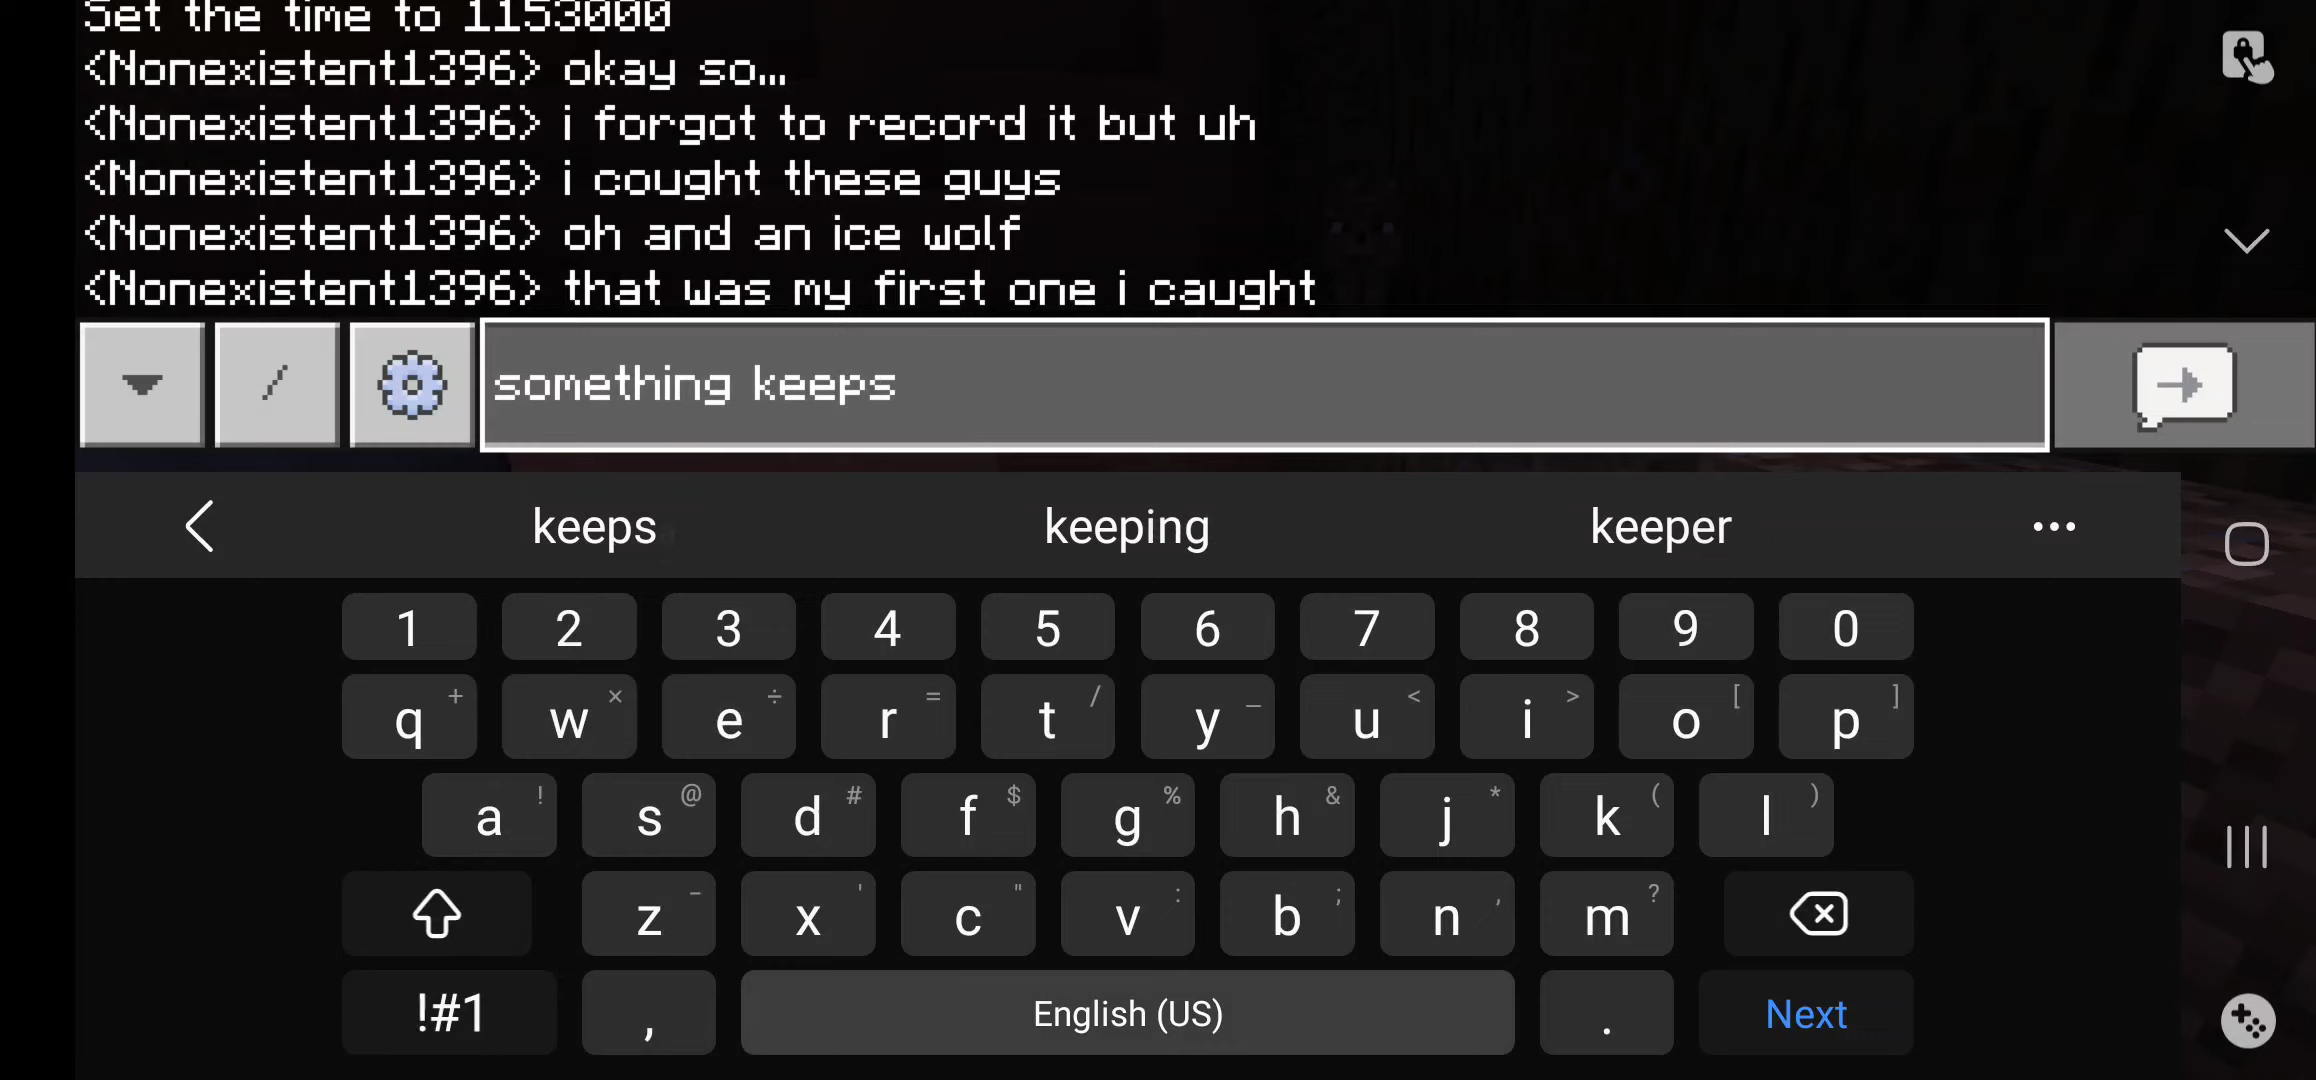 Set the time to 1153000
<Nonexistent1396> okay so...
<Nonexistent1396> i forgot to record it but uh
<Nonexistent1396> i cought these guys
<Nonexistent1396> oh and an ice wolf
<Nonexistent1396> that was my first one i caught
/ something keeps
keeps keeping keeper ...
1 2 3 4 5 6 7 8 9 0
q + w × e ÷ r = t / y _ u < i > o [ p ]
a ! s @ d # f $ g % h & j * k ( l )
z - x ' c " v : b ; n , m ?
!#1 , English (US) . Next